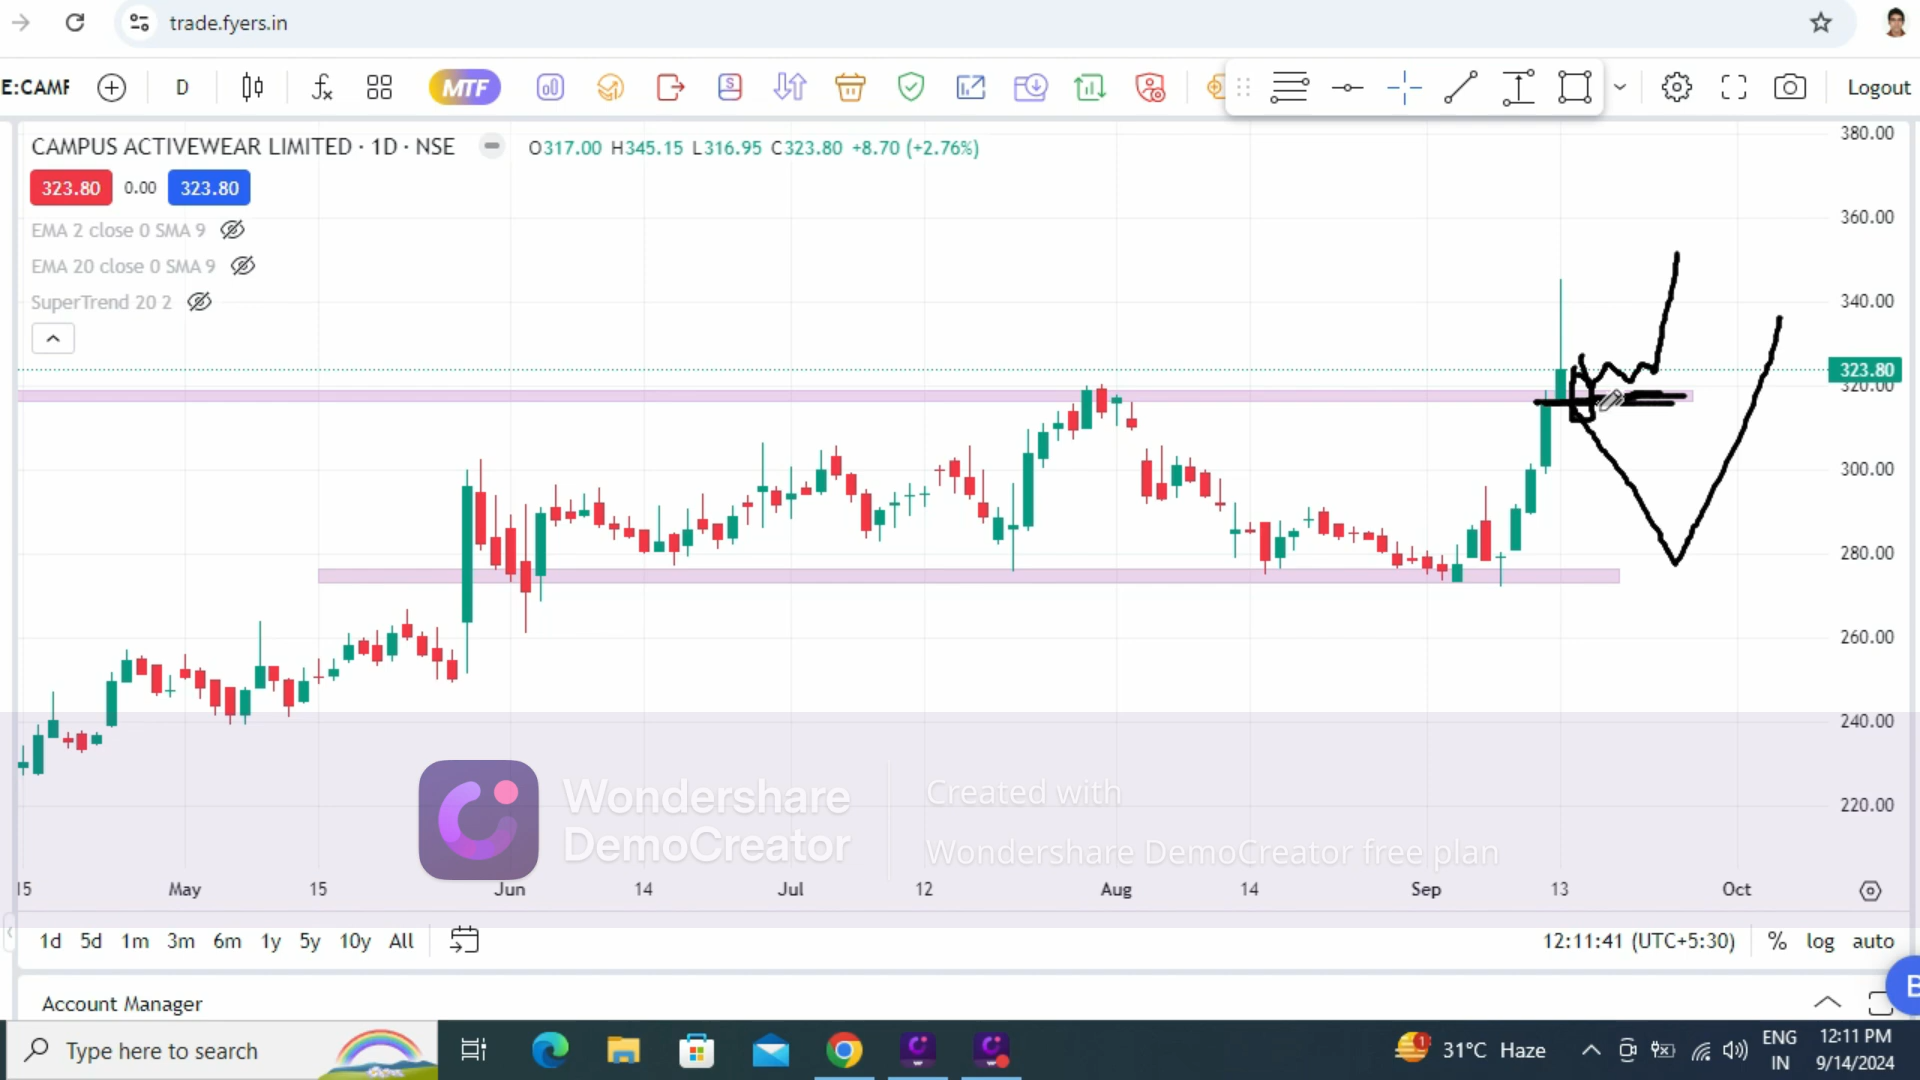 trade.fyers.in
E:CAMF
D
MTF
Logout
CAMPUS ACTIVEWEAR LIMITED · 1D · NSE
O317.00 H345.15 L316.95 C323.80 +8.70 (+2.76%)
323.80 0.00 323.80
EMA 2 close 0 SMA 9
EMA 20 close 0 SMA 9
SuperTrend 20 2
380.00
360.00
340.00
323.80
320.00
300.00
280.00
260.00
240.00
220.00
Wondershare
DemoCreator
Created with
Wondershare DemoCreator free plan
15 May 15 Jun 14 Jul 12 Aug 14 Sep 13 Oct
1d 5d 1m 3m 6m 1y 5y 10y All
12:11:41 (UTC+5:30) % log auto
Account Manager
Type here to search
1
31°C Haze
ENG
IN
12:11 PM
9/14/2024